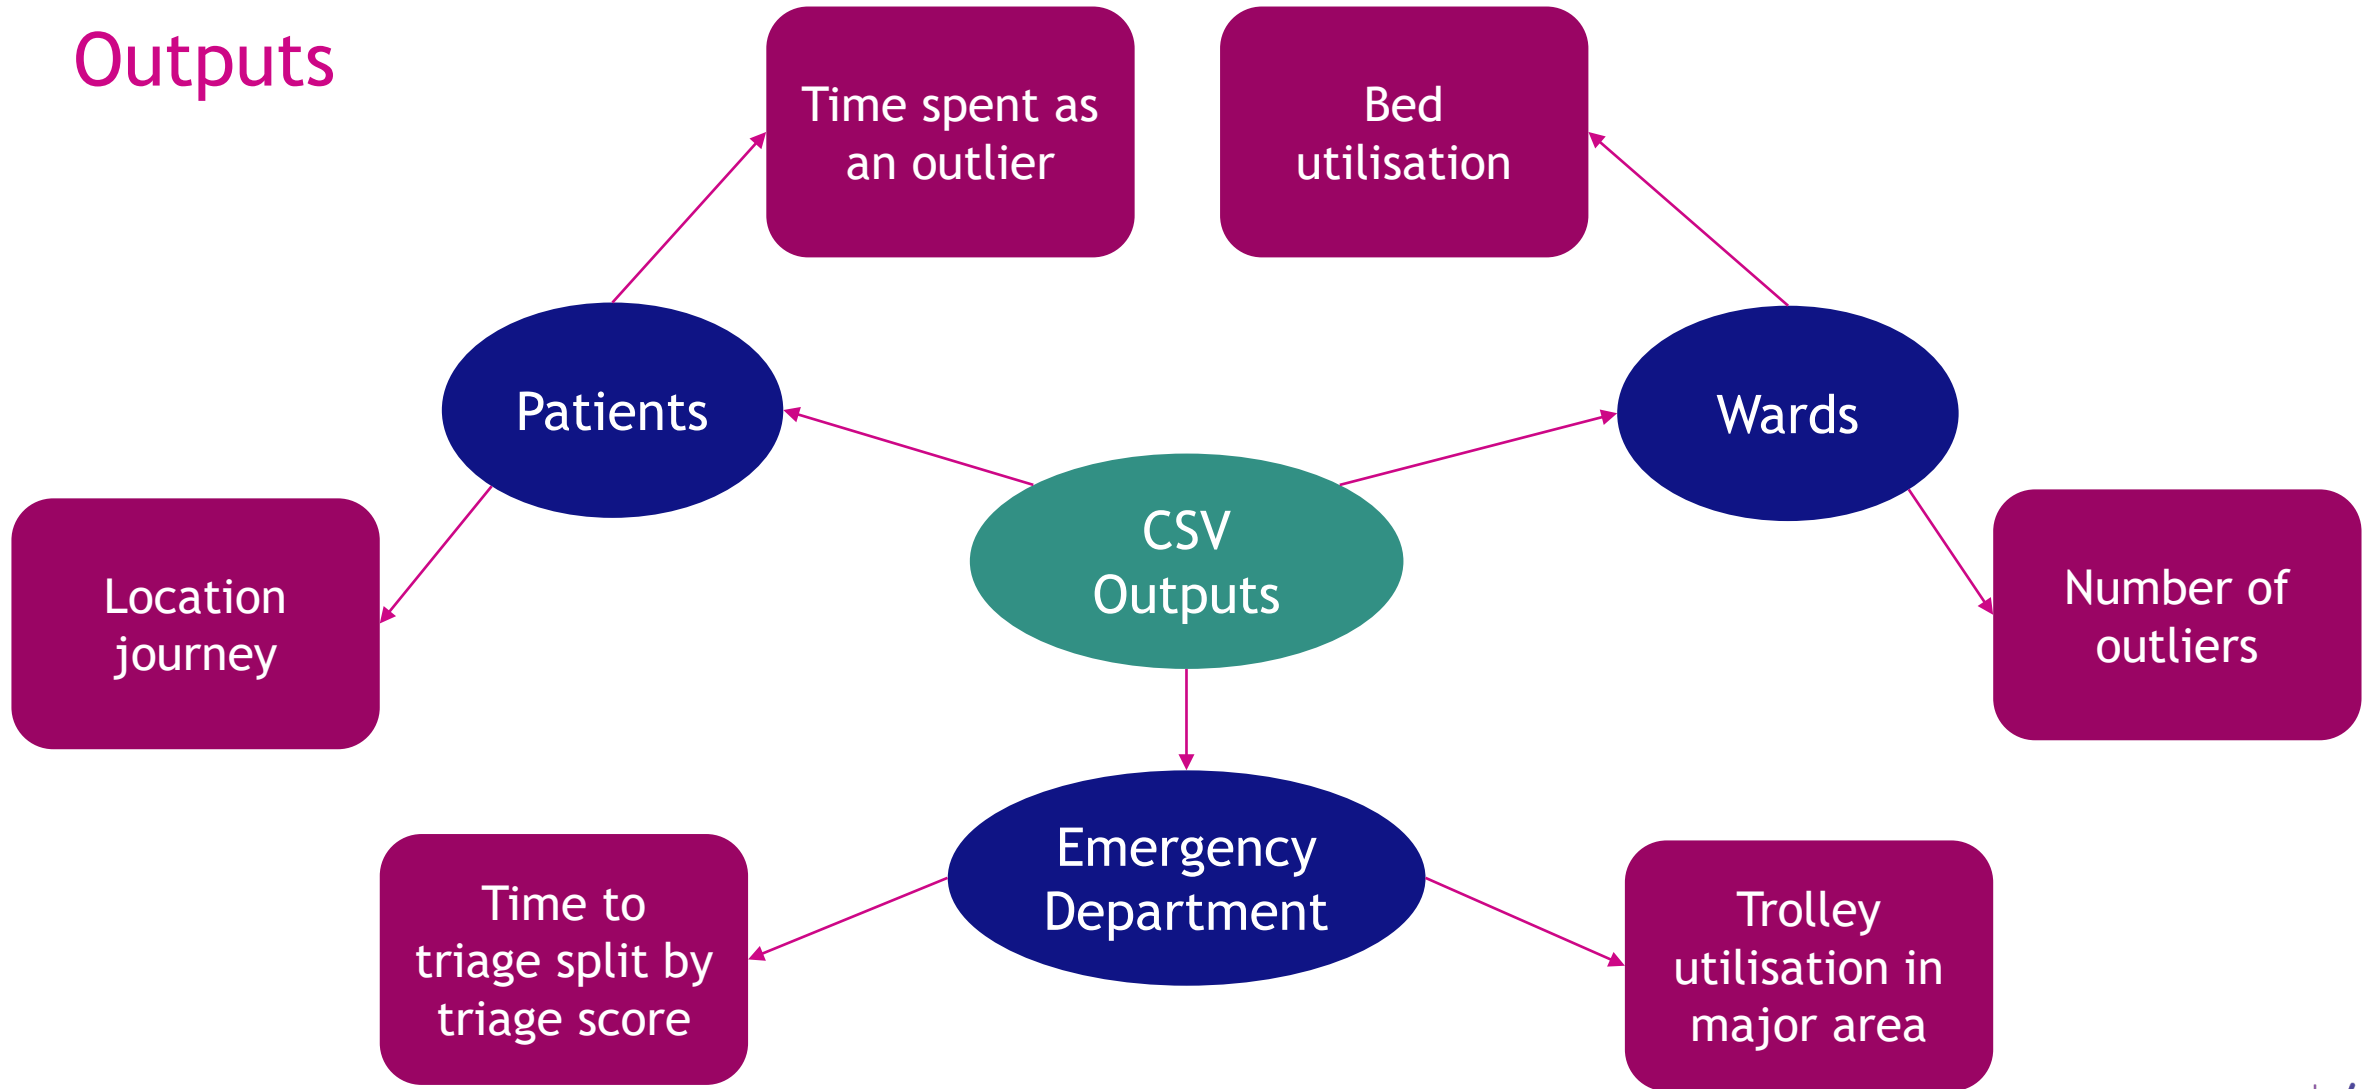 Outputs
Time spent as
an outlier
Bed
utilisation
Patients
Wards
CSV
Outputs
Location
journey
Number of
outliers
Emergency
Department
Time to
triage split by
triage score
Trolley
utilisation in
major area